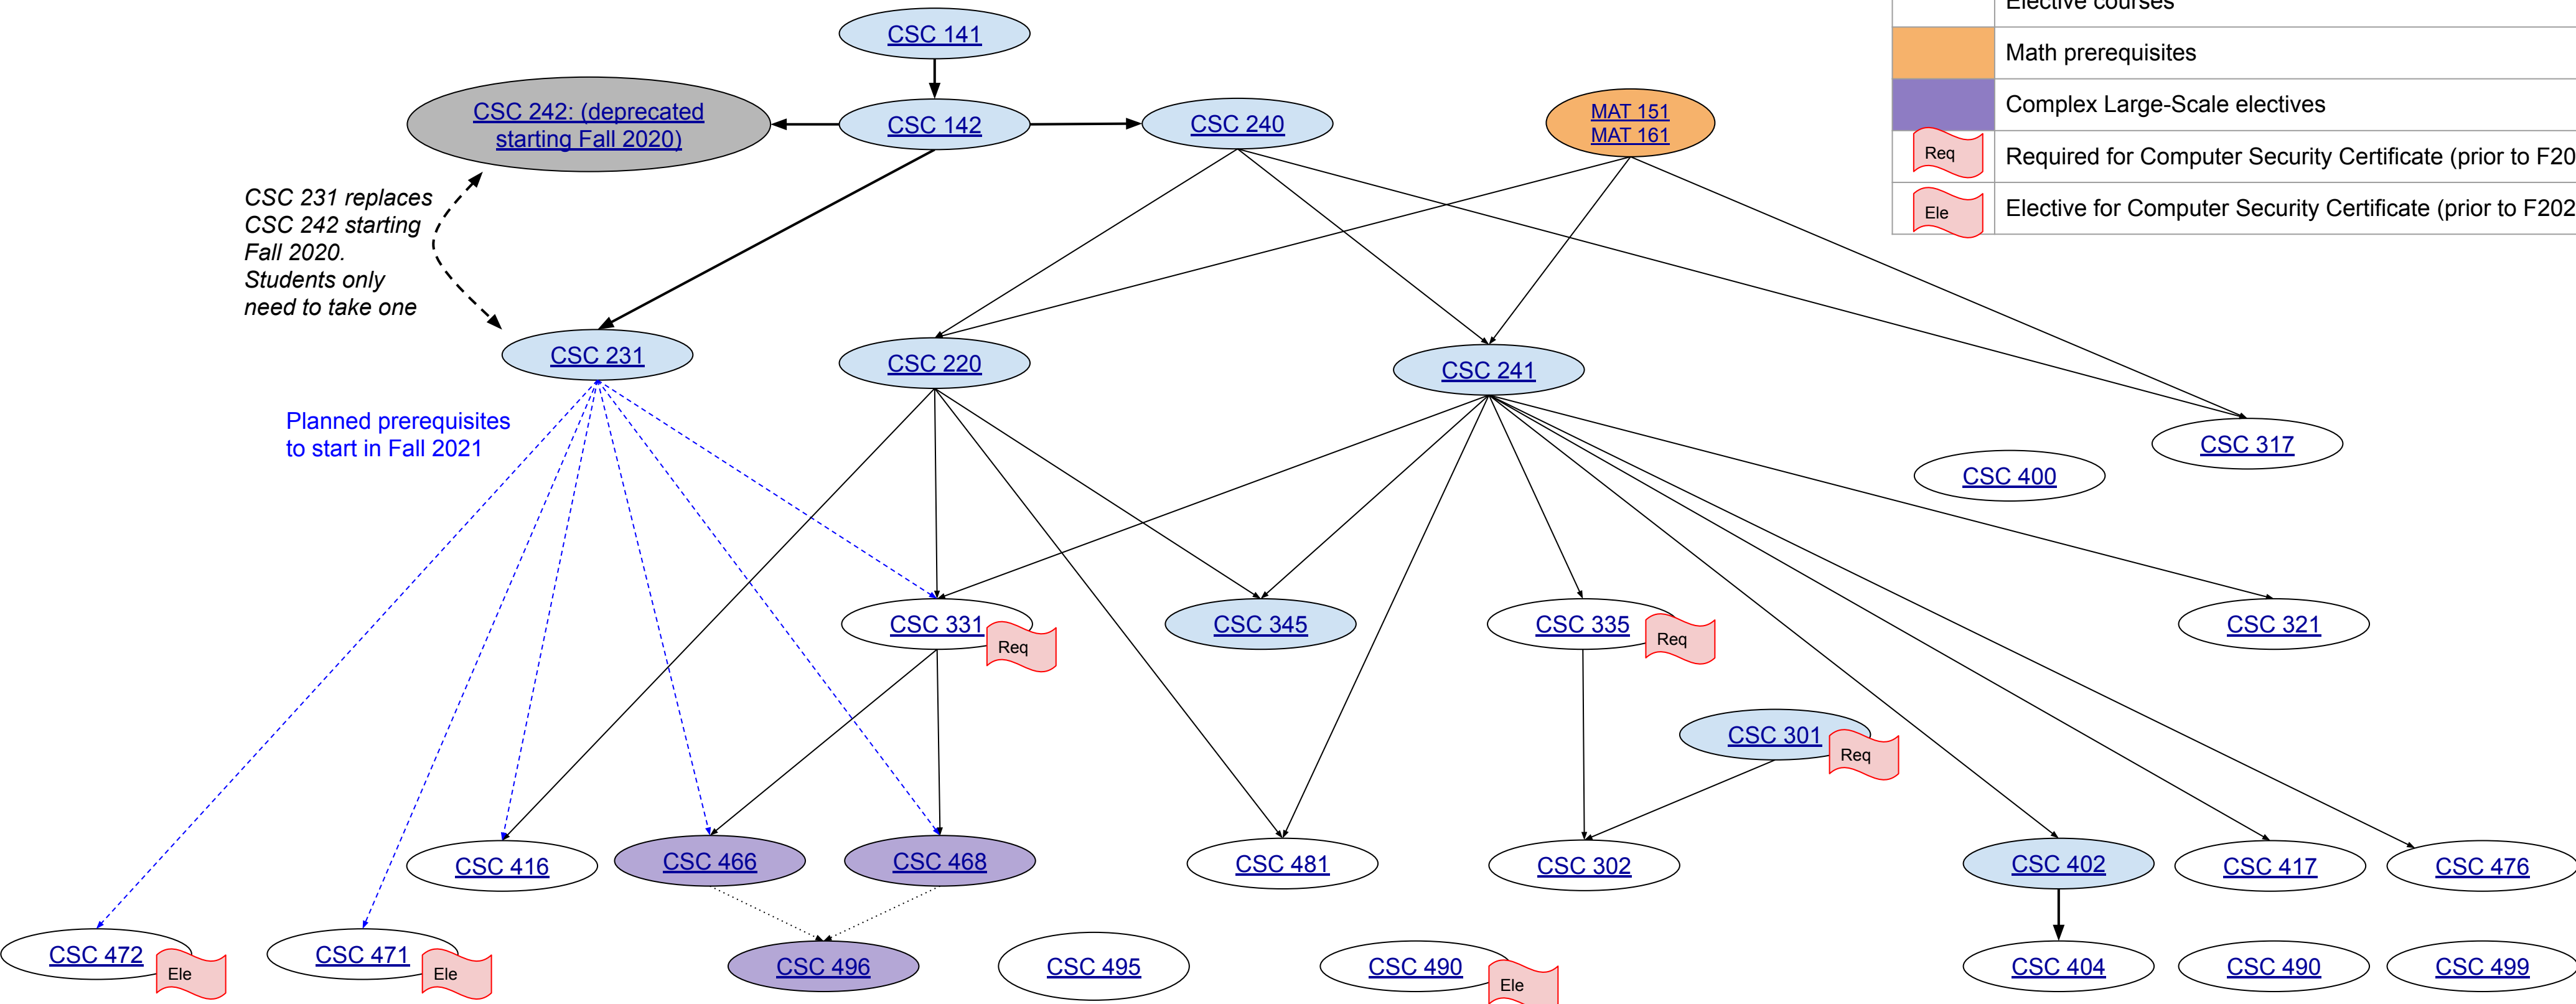 Elective courses
Math prerequisites
Complex Large-Scale electives
Req
Required for Computer Security Certificate (prior to F20
Ele
Elective for Computer Security Certificate (prior to F202
CSC 141
CSC 242: (deprecated
starting Fall 2020)
CSC 142
CSC 240
MAT 151
MAT 161
CSC 231 replaces
CSC 242 starting
Fall 2020.
Students only
need to take one
CSC 231
CSC 220
CSC 241
Planned prerequisites
to start in Fall 2021
CSC 317
CSC 400
CSC 331
Req
CSC 345
CSC 335
Req
CSC 321
CSC 301
Req
CSC 416
CSC 466
CSC 468
CSC 481
CSC 302
CSC 402
CSC 417
CSC 476
CSC 472
Ele
CSC 471
Ele
CSC 496
CSC 495
CSC 490
Ele
CSC 404
CSC 490
CSC 499